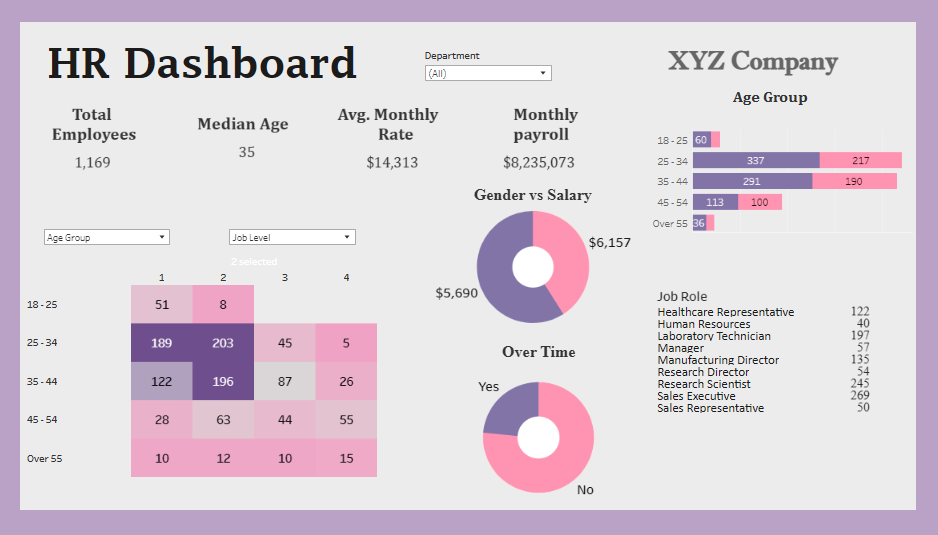 HR Dashboard
Department
(All)
XYZ Company
Total
Employees
1,169
Median Age
35
Avg. Monthly
Rate
$14,313
Monthly
payroll
$8,235,073
Age Group
18 - 25
60
25 - 34
337
217
35 - 44
291
190
45 - 54
113
100
Over 55
36
Gender vs Salary
$6,157
$5,690
Age Group
Job Level
2 selected
1 2 3 4
18 - 25 51 8
25 - 34 189 203 45 5
35 - 44 122 196 87 26
45 - 54 28 63 44 55
Over 55 10 12 10 15
Over Time
Yes
No
Job Role
Healthcare Representative 122
Human Resources 40
Laboratory Technician 197
Manager 57
Manufacturing Director 135
Research Director 54
Research Scientist 245
Sales Executive 269
Sales Representative 50